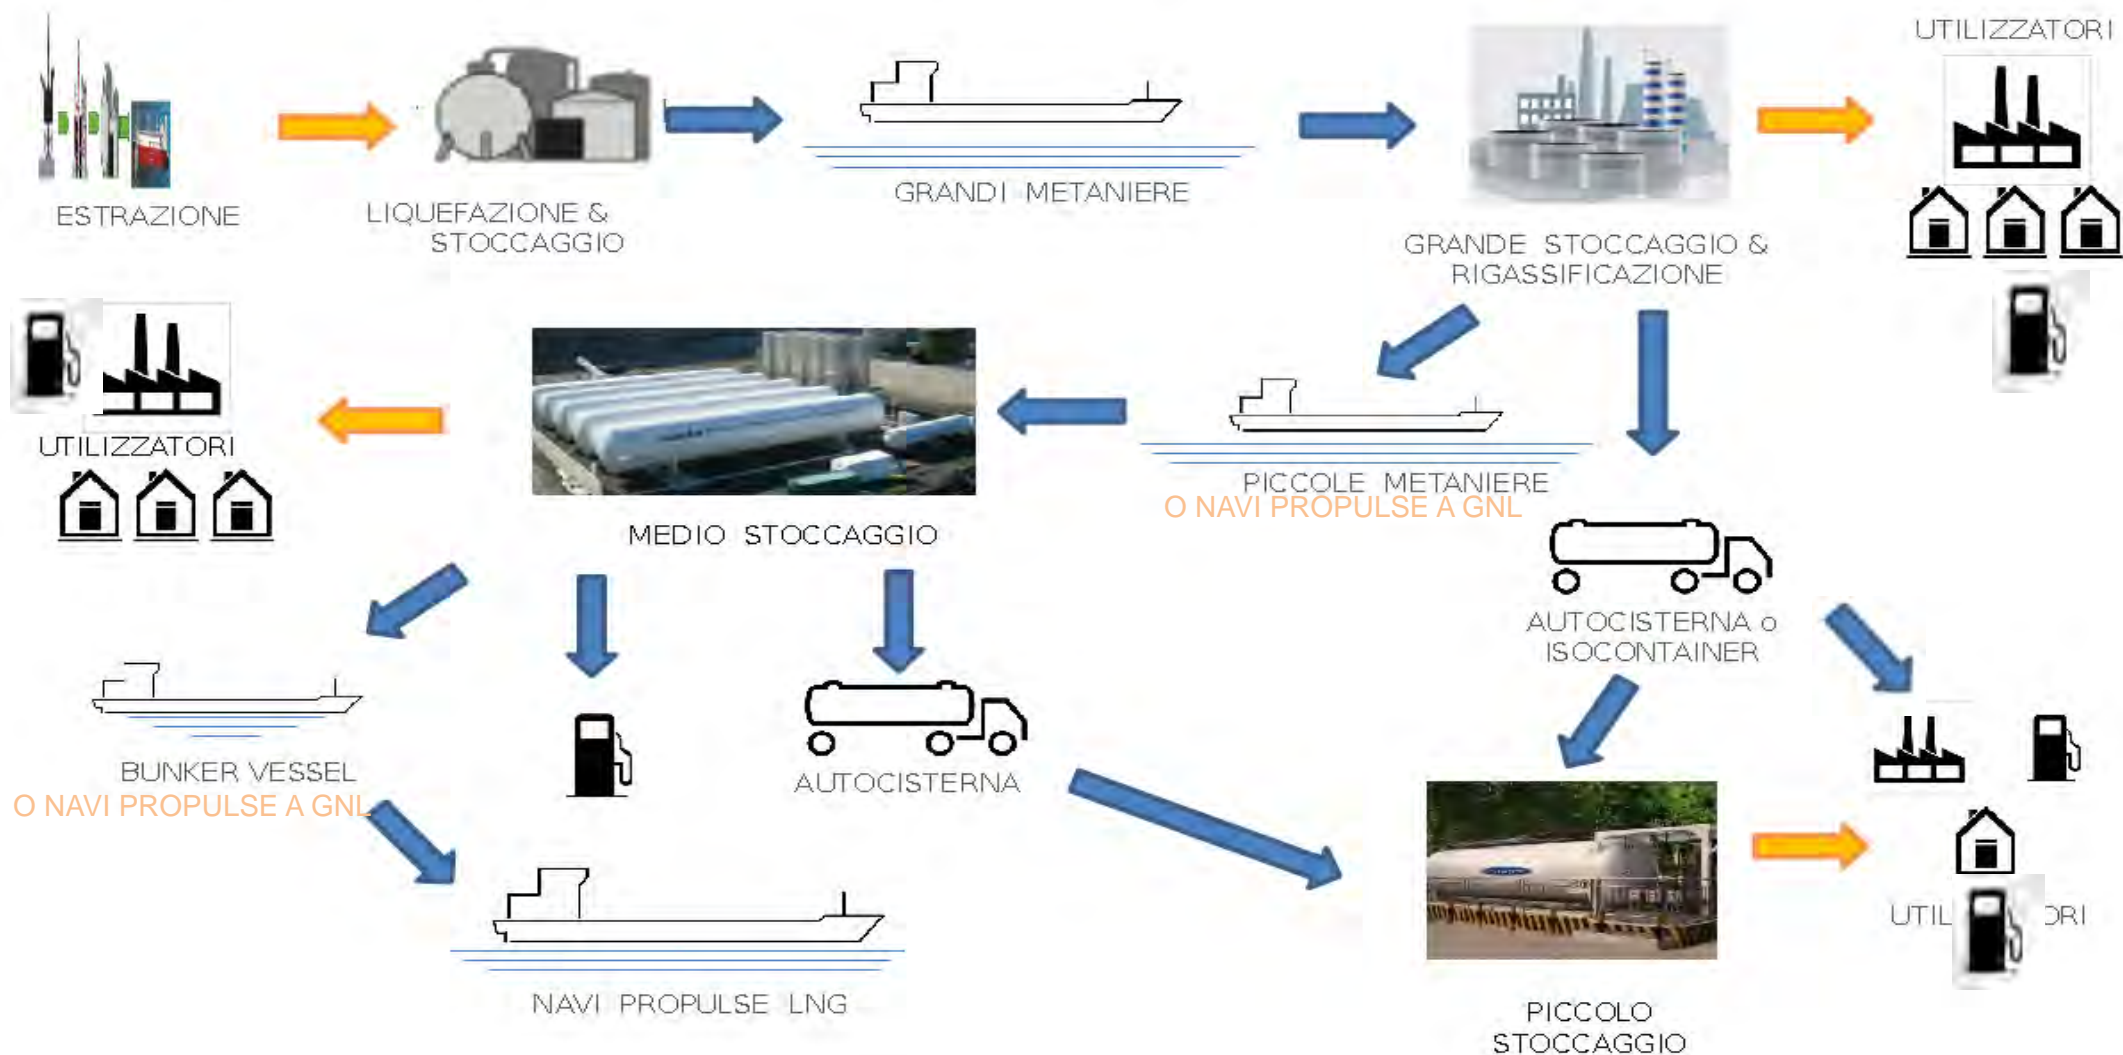 UTILIZZATORI
ESTRAZIONE
LIQUEFAZIONE &
STOCCAGGIO
GRANDI METANIERE
GRANDE STOCCAGGIO &
RIGASSIFICAZIONE
UTILIZZATORI
MEDIO STOCCAGGIO
PICCOLE METANIERE
O NAVI PROPULSE A GNL
AUTOCISTERNA o
ISOCONTAINER
BUNKER VESSEL
O NAVI PROPULSE A GNL
AUTOCISTERNA
NAVI PROPULSE LNG
PICCOLO
STOCCAGGIO